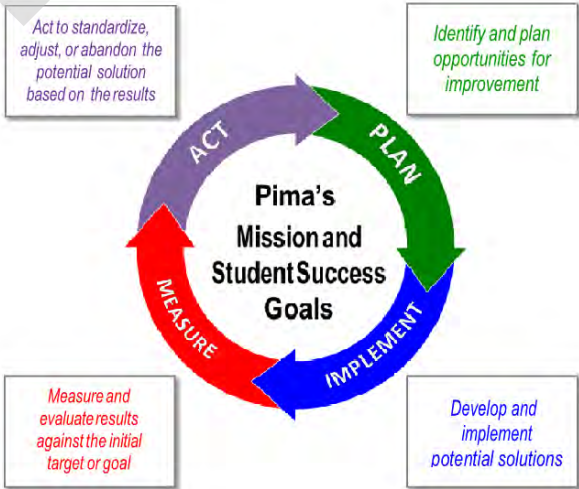 Act to standardize,
adjust, or abandon the
potential solution
based on the results
Identify and plan
opportunities for
improvement
ACT
PLAN
Pima's
Mission and
Student Success
Goals
MEASURE
IMPLEMENT
Measure and
evaluate results
against the initial
target or goal
Develop and
implement
potential solutions